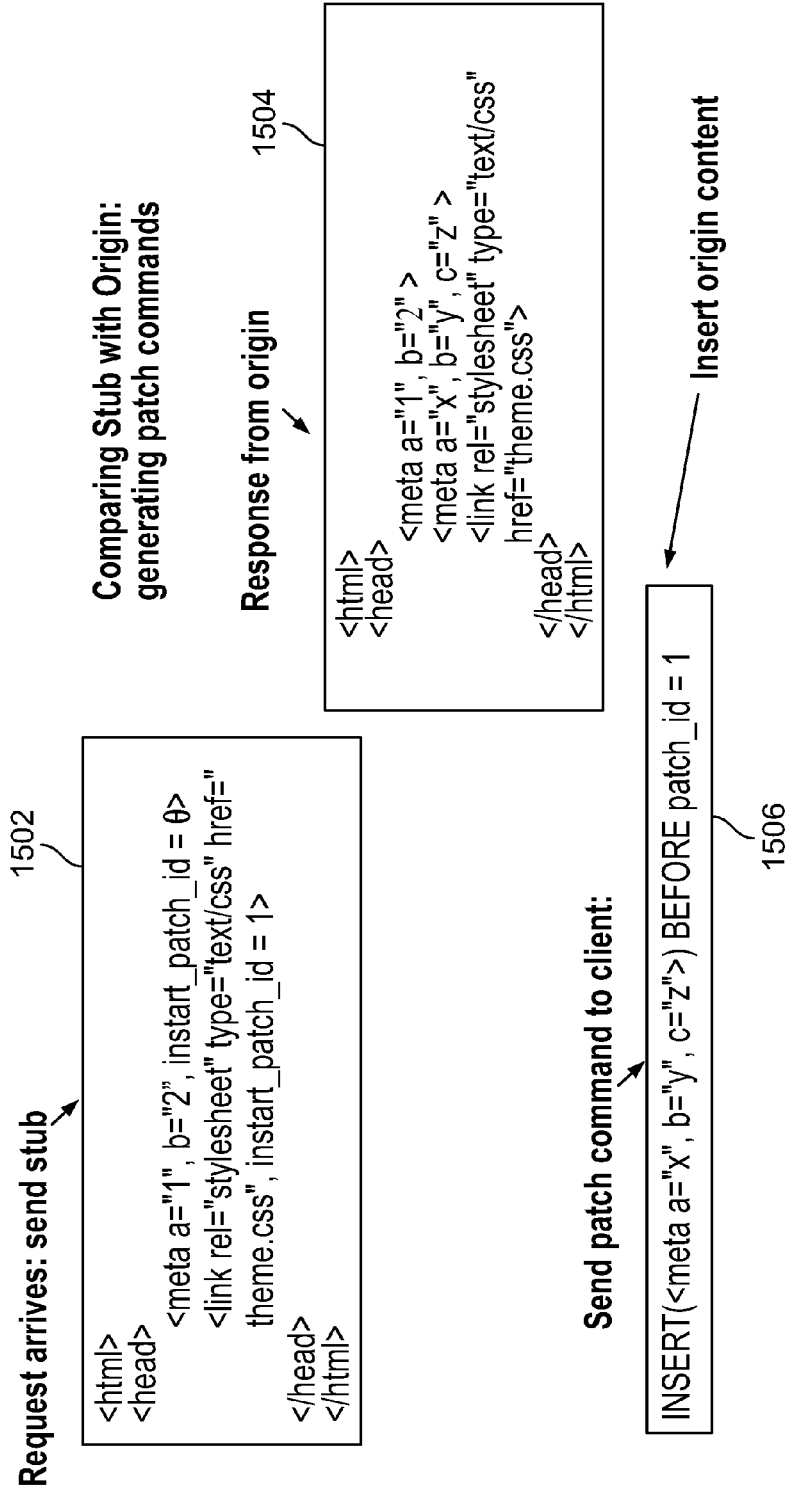 Request arrives: send stub
1502
<html>
<head>
<meta a="1", b="2", instart_patch_id = θ>
<link rel="stylesheet" type="text/css" href="
theme.css", instart_patch_id = 1>
</head>
</html>
Comparing Stub with Origin:
generating patch commands
Response from origin
1504
<html>
<head>
<meta a="1", b="2" >
<meta a="x", b="y", c="z" >
<link rel="stylesheet" type="text/css"
href="theme.css">
</head>
</html>
Send patch command to client:
INSERT(<meta a="x", b="y", c="z">) BEFORE patch_id = 1
1506
Insert origin content